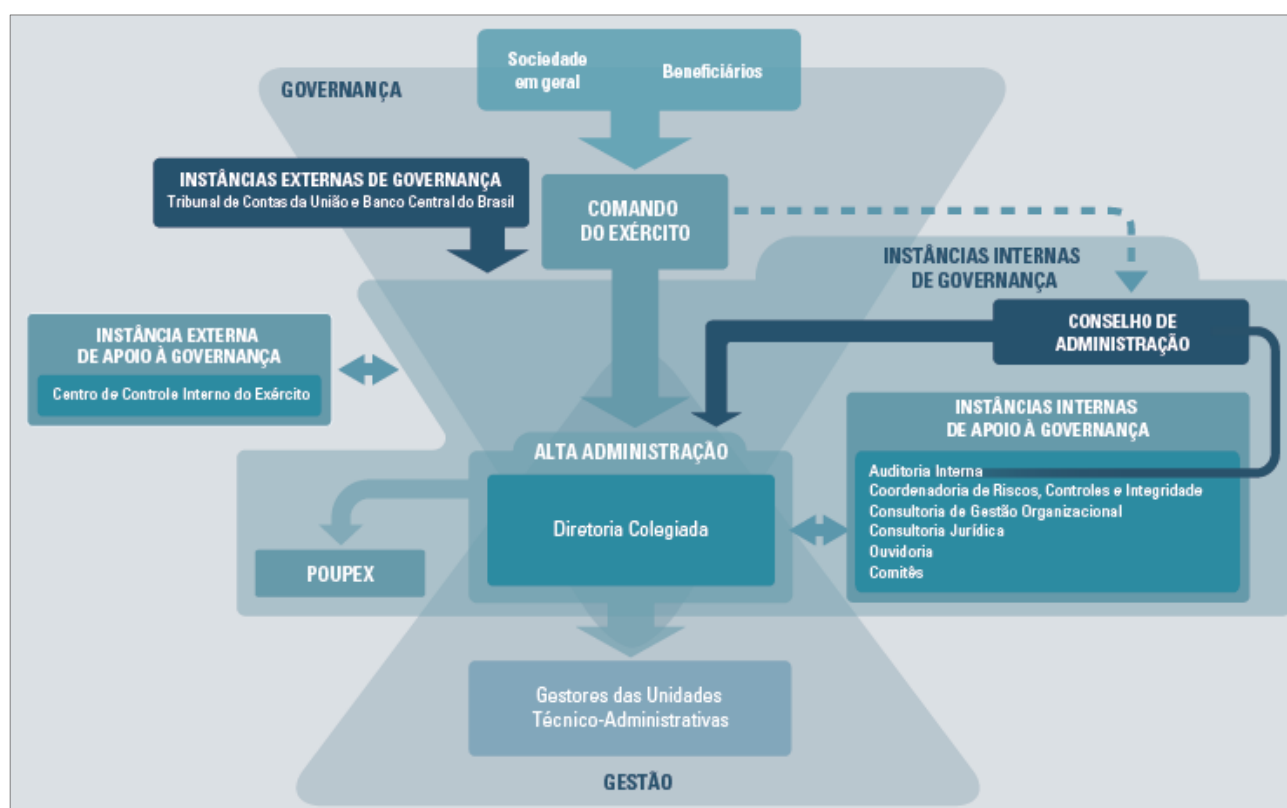 Sociedade
em geral
Beneficiários
GOVERNANÇA
INSTÂNCIAS EXTERNAS DE GOVERNANÇA
Tribunal de Contas da União e Banco Central do Brasil
COMANDO
DO EXÉRCITO
INSTÂNCIAS INTERNAS
DE GOVERNANÇA
CONSELHO DE
ADMINISTRAÇÃO
INSTÂNCIA EXTERNA
DE APOIO À GOVERNANÇA
Centro de Controle Interno do Exército
INSTÂNCIAS INTERNAS
DE APOIO À GOVERNANÇA
Auditoria Interna
Coordenadoria de Riscos, Controles e Integridade
Consultoria de Gestão Organizacional
Consultoria Jurídica
Ouvidoria
Comitês
ALTA ADMINISTRAÇÃO
Diretoria Colegiada
POUPEX
Gestores das Unidades
Técnico-Administrativas
GESTÃO